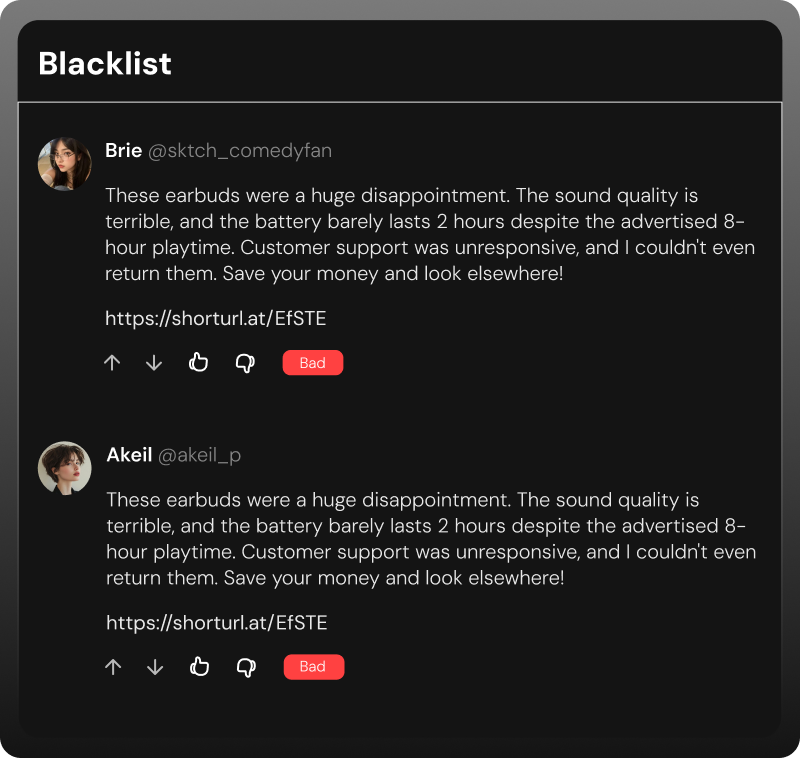 Blacklist
Brie @sktch_comedyfan
These earbuds were a huge disappointment. The sound quality is
terrible, and the battery barely lasts 2 hours despite the advertised 8-
hour playtime. Customer support was unresponsive, and I couldn't even
return them. Save your money and look elsewhere!
https://shorturl.at/EfSTE
Bad
Akeil @akeil_p
These earbuds were a huge disappointment. The sound quality is
terrible, and the battery barely lasts 2 hours despite the advertised 8-
hour playtime. Customer support was unresponsive, and I couldn't even
return them. Save your money and look elsewhere!
https://shorturl.at/EfSTE
Bad